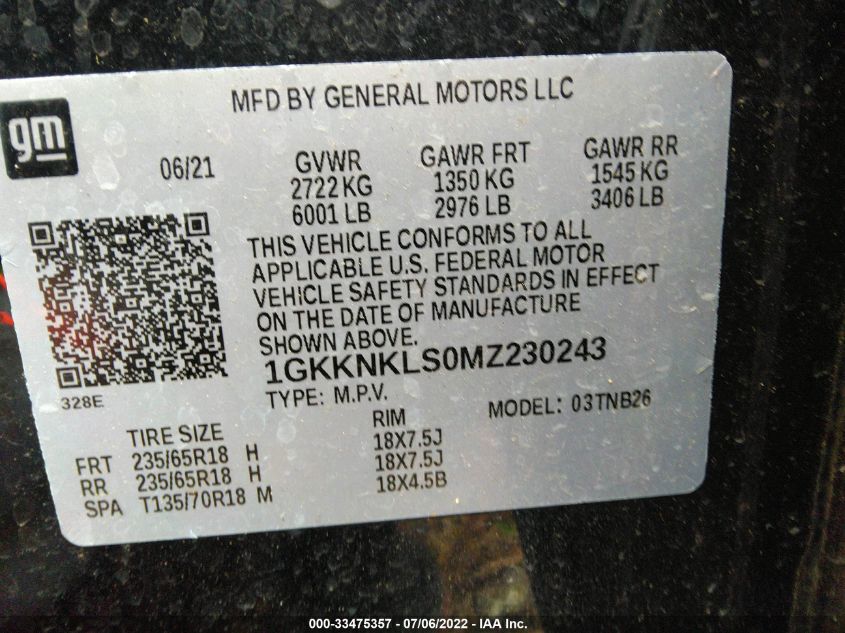 MFD BY GENERAL MOTORS LLC
gm
06/21
GVWR GAWR FRT GAWR RR
2722 KG 1350 KG 1545 KG
6001 LB 2976 LB 3406 LB
THIS VEHICLE CONFORMS TO ALL
APPLICABLE U.S. FEDERAL MOTOR
VEHICLE SAFETY STANDARDS IN EFFECT
ON THE DATE OF MANUFACTURE
SHOWN ABOVE.
1GKKNKLS0MZ230243
328E
TYPE: M.P.V. MODEL: 03TNB26
TIRE SIZE RIM
FRT 235/65R18 H 18X7.5J
RR 235/65R18 H 18X7.5J
SPA T135/70R18 M 18X4.5B
000-33475357 - 07/06/2022 - IAA Inc.